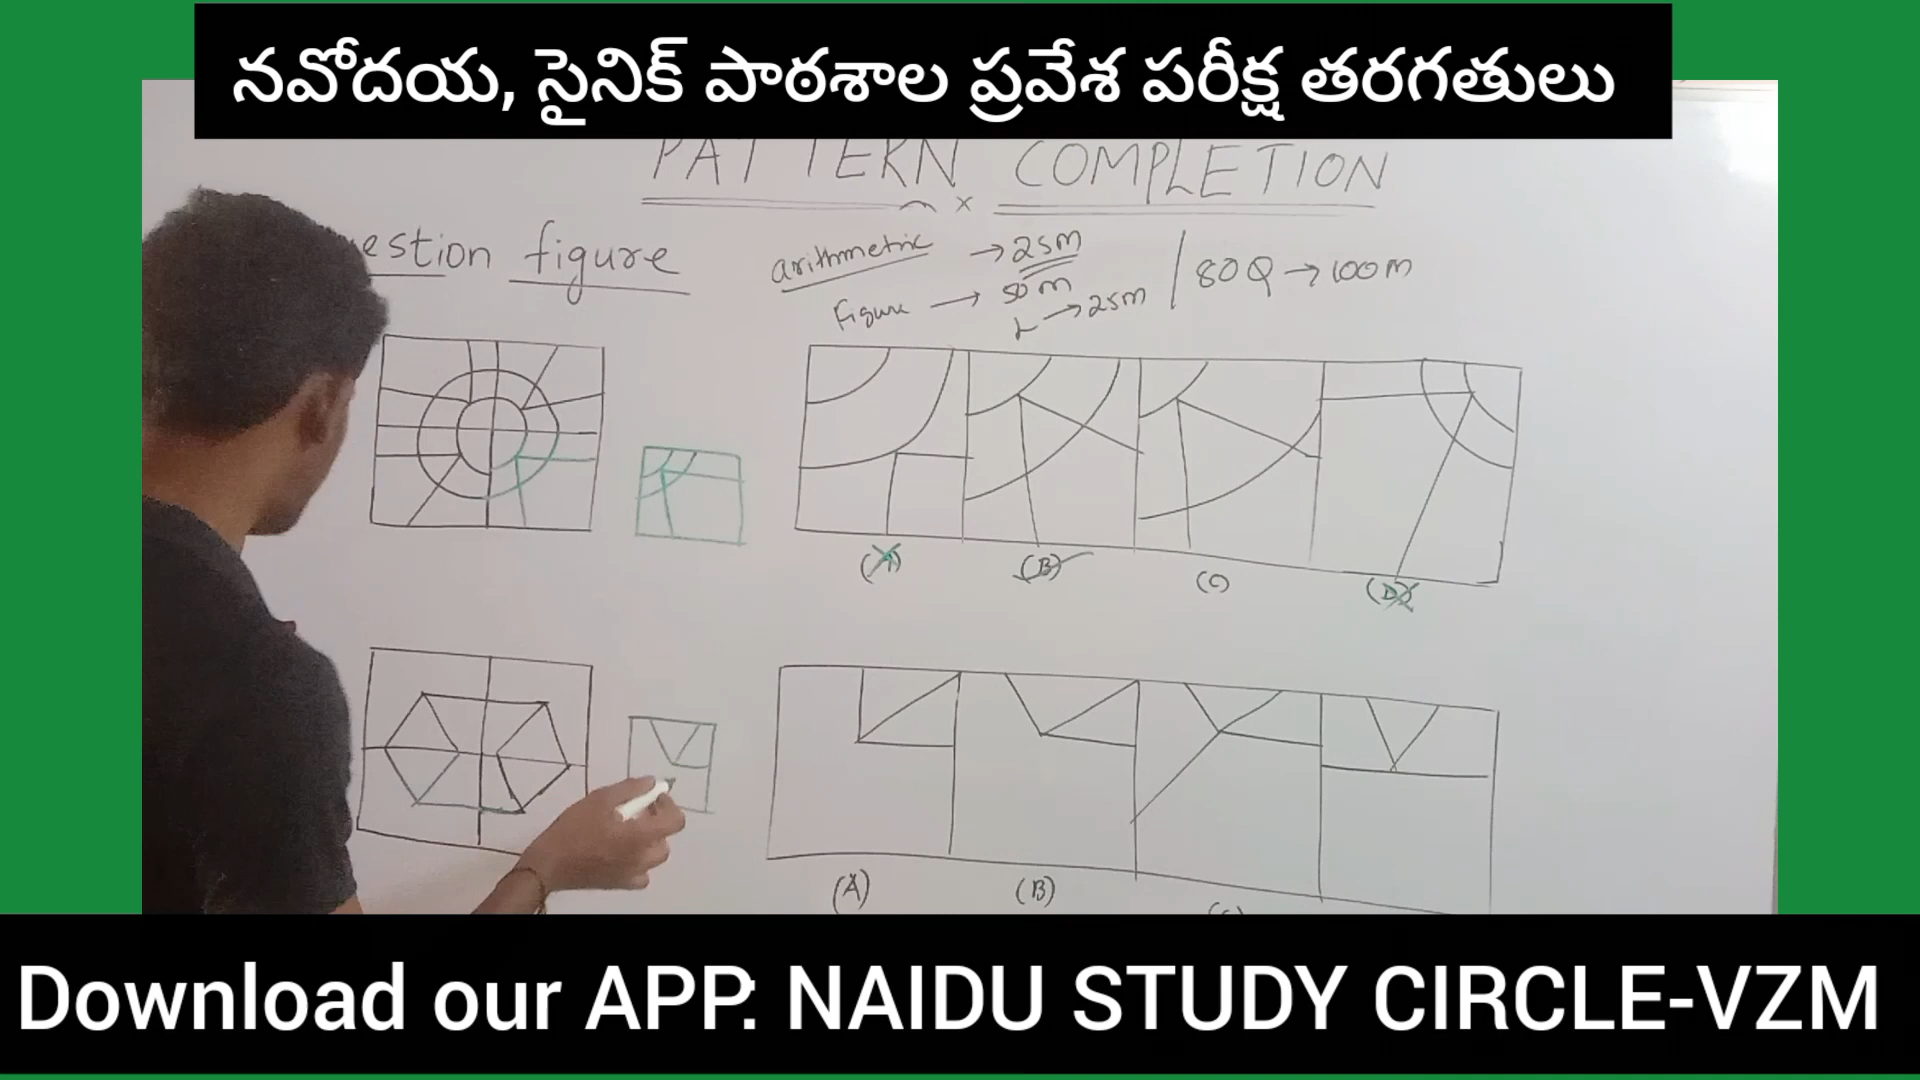 నవోదయ, సైనిక్ పాఠశాల ప్రవేశ పరీక్ష తరగతులు
PATTERN COMPLETION
x
estion figure
arithmetric → 25M
Figure → 50m
→ 25m
80Q → 100m
(A) (B) (C) (D)
(A) (B)
Download our APP: NAIDU STUDY CIRCLE-VZM